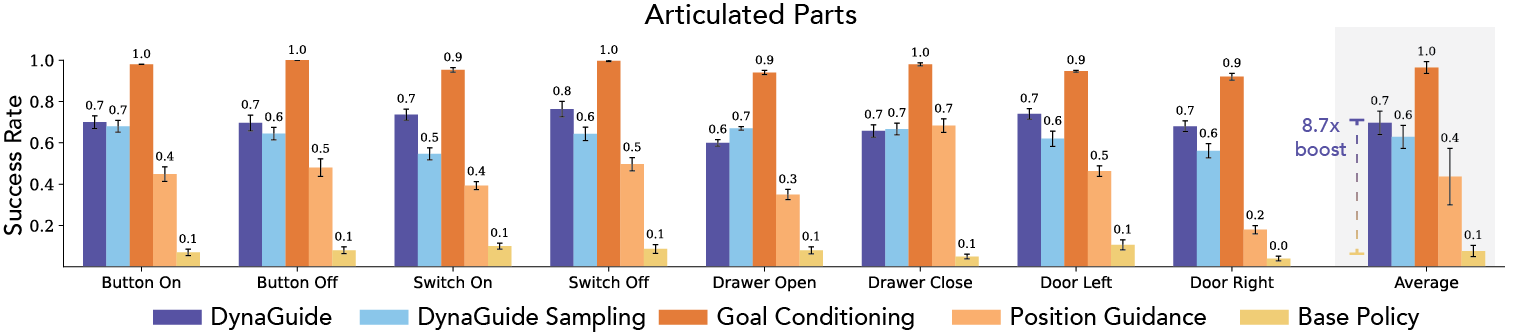 Articulated Parts
Success Rate
1.0
0.8
0.6
0.4
0.2
0.7 0.7 1.0 0.4 0.1
0.7 0.6 1.0 0.5 0.1
0.7 0.5 0.9 0.4 0.1
0.8 0.6 1.0 0.5 0.1
0.6 0.7 0.9 0.3 0.1
0.7 0.7 1.0 0.7 0.1
0.7 0.6 0.9 0.5 0.1
0.7 0.6 0.9 0.2 0.0
8.7x
boost
0.7 0.6 1.0 0.4 0.1
Button On Button Off Switch On Switch Off Drawer Open Drawer Close Door Left Door Right Average
DynaGuide DynaGuide Sampling Goal Conditioning Position Guidance Base Policy